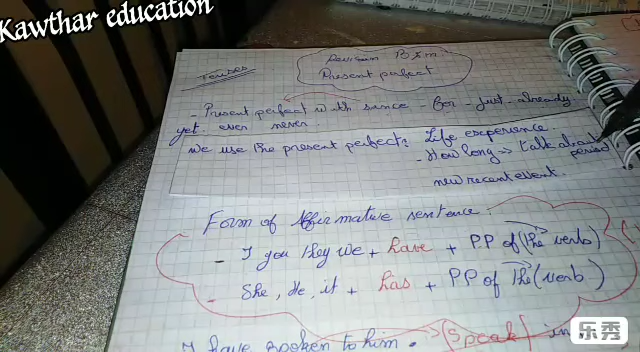 Kawthar education
Tenses
Revision B.E.M
Present perfect
- Present perfect with since - for - just - already
yet ever never.
We use the present perfect: Life experience.
- How long → talk about period
new recent event.
Form of Affirmative sentence.
- I you they we + have + P.P of (the verb)
- She, He, it + has + P.P of the (verb)
I have spoken to him. → [Speak] in
乐秀